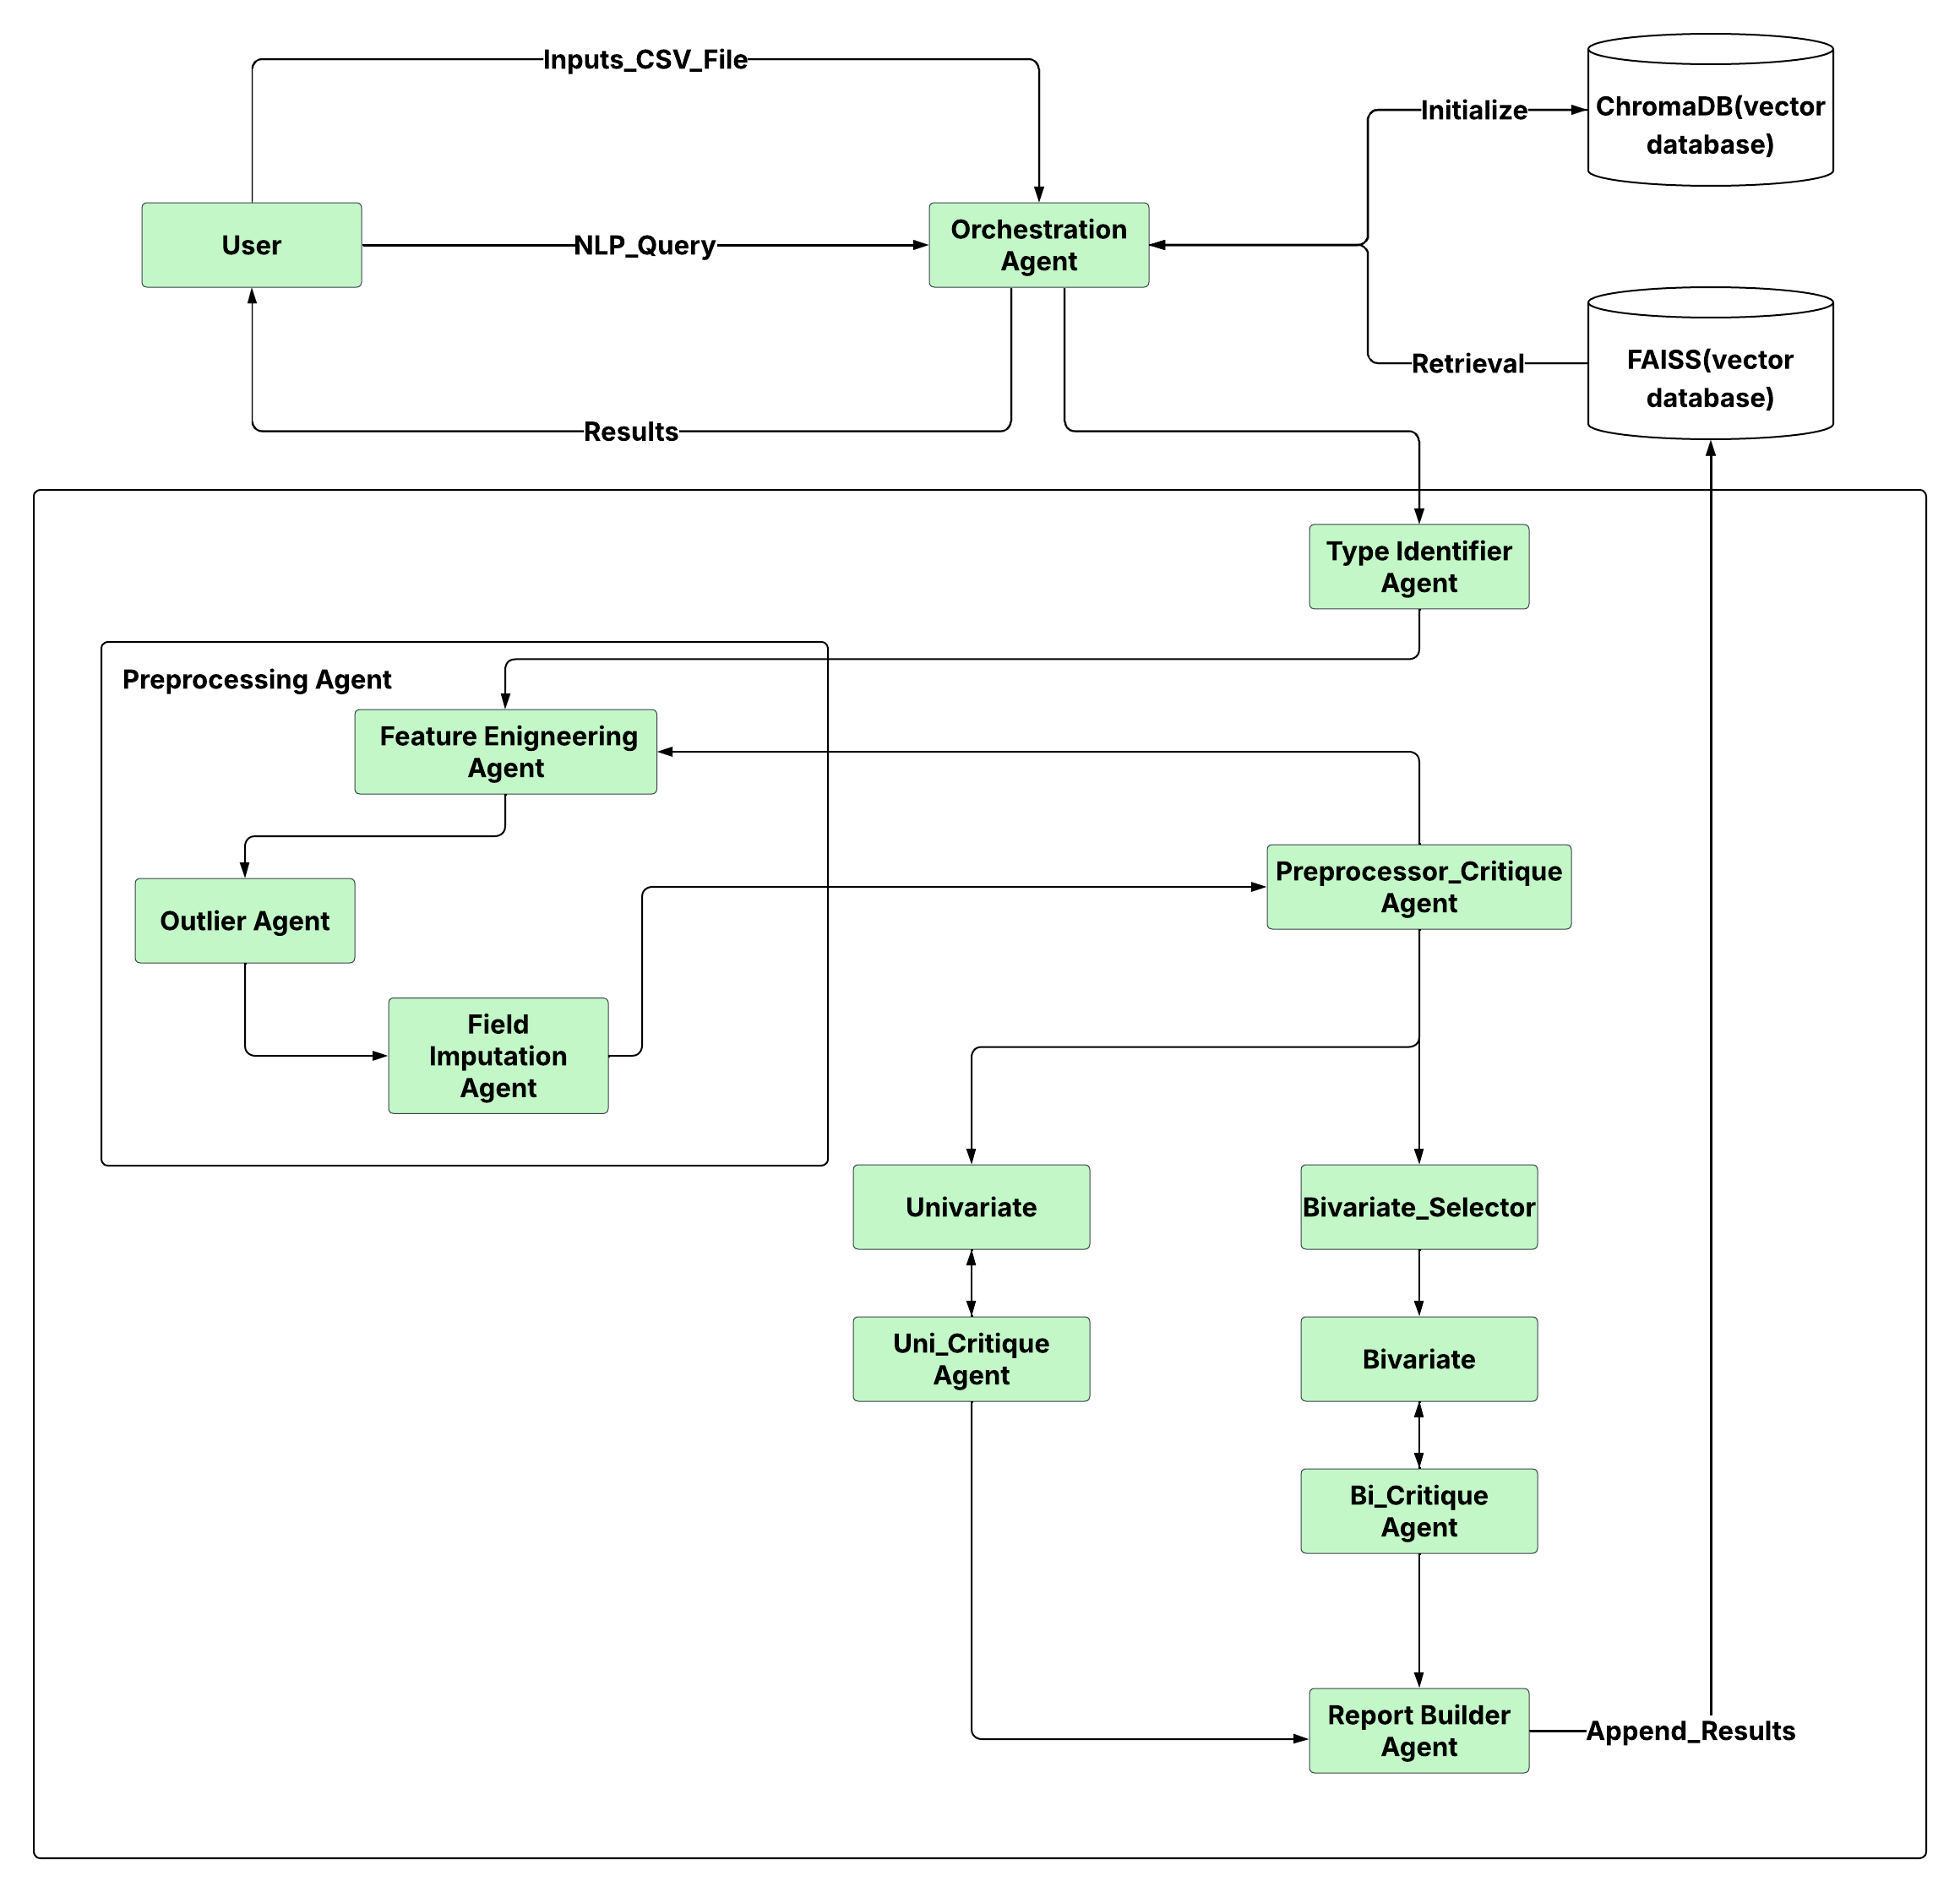 Inputs_CSV_File
Initialize
ChromaDB(vector
database)
User
NLP_Query
Orchestration
Agent
Retrieval
FAISS(vector
database)
Results
Type Identifier
Agent
Preprocessing Agent
Feature Enigneering
Agent
Preprocessor_Critique
Agent
Outlier Agent
Field
Imputation
Agent
Univariate
Bivariate_Selector
Uni_Critique
Agent
Bivariate
Bi_Critique
Agent
Report Builder
Agent
Append_Results